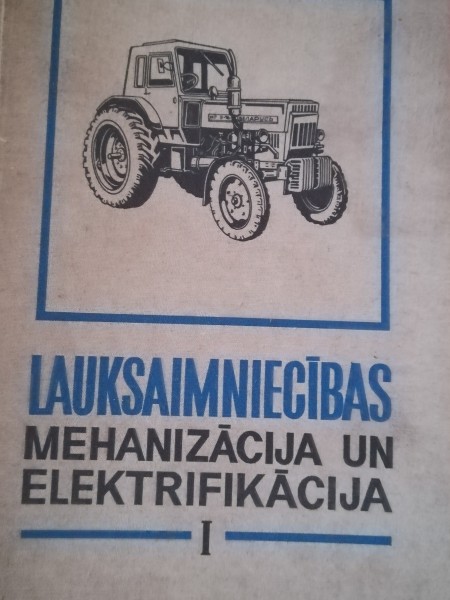 LAUKSAIMNIECĪBAS
MEHANIZĀCIJA UN
ELEKTRIFIKĀCIJA
I